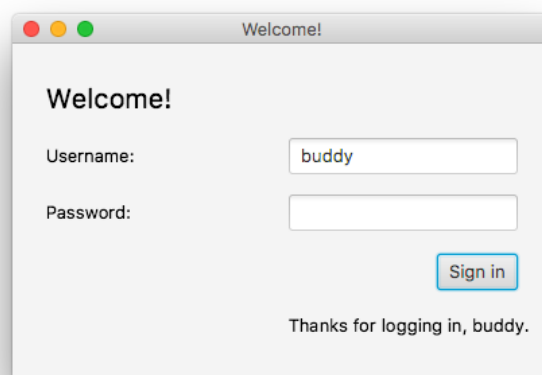 Welcome!
Welcome!
Username: buddy
Password:
Sign in
Thanks for logging in, buddy.